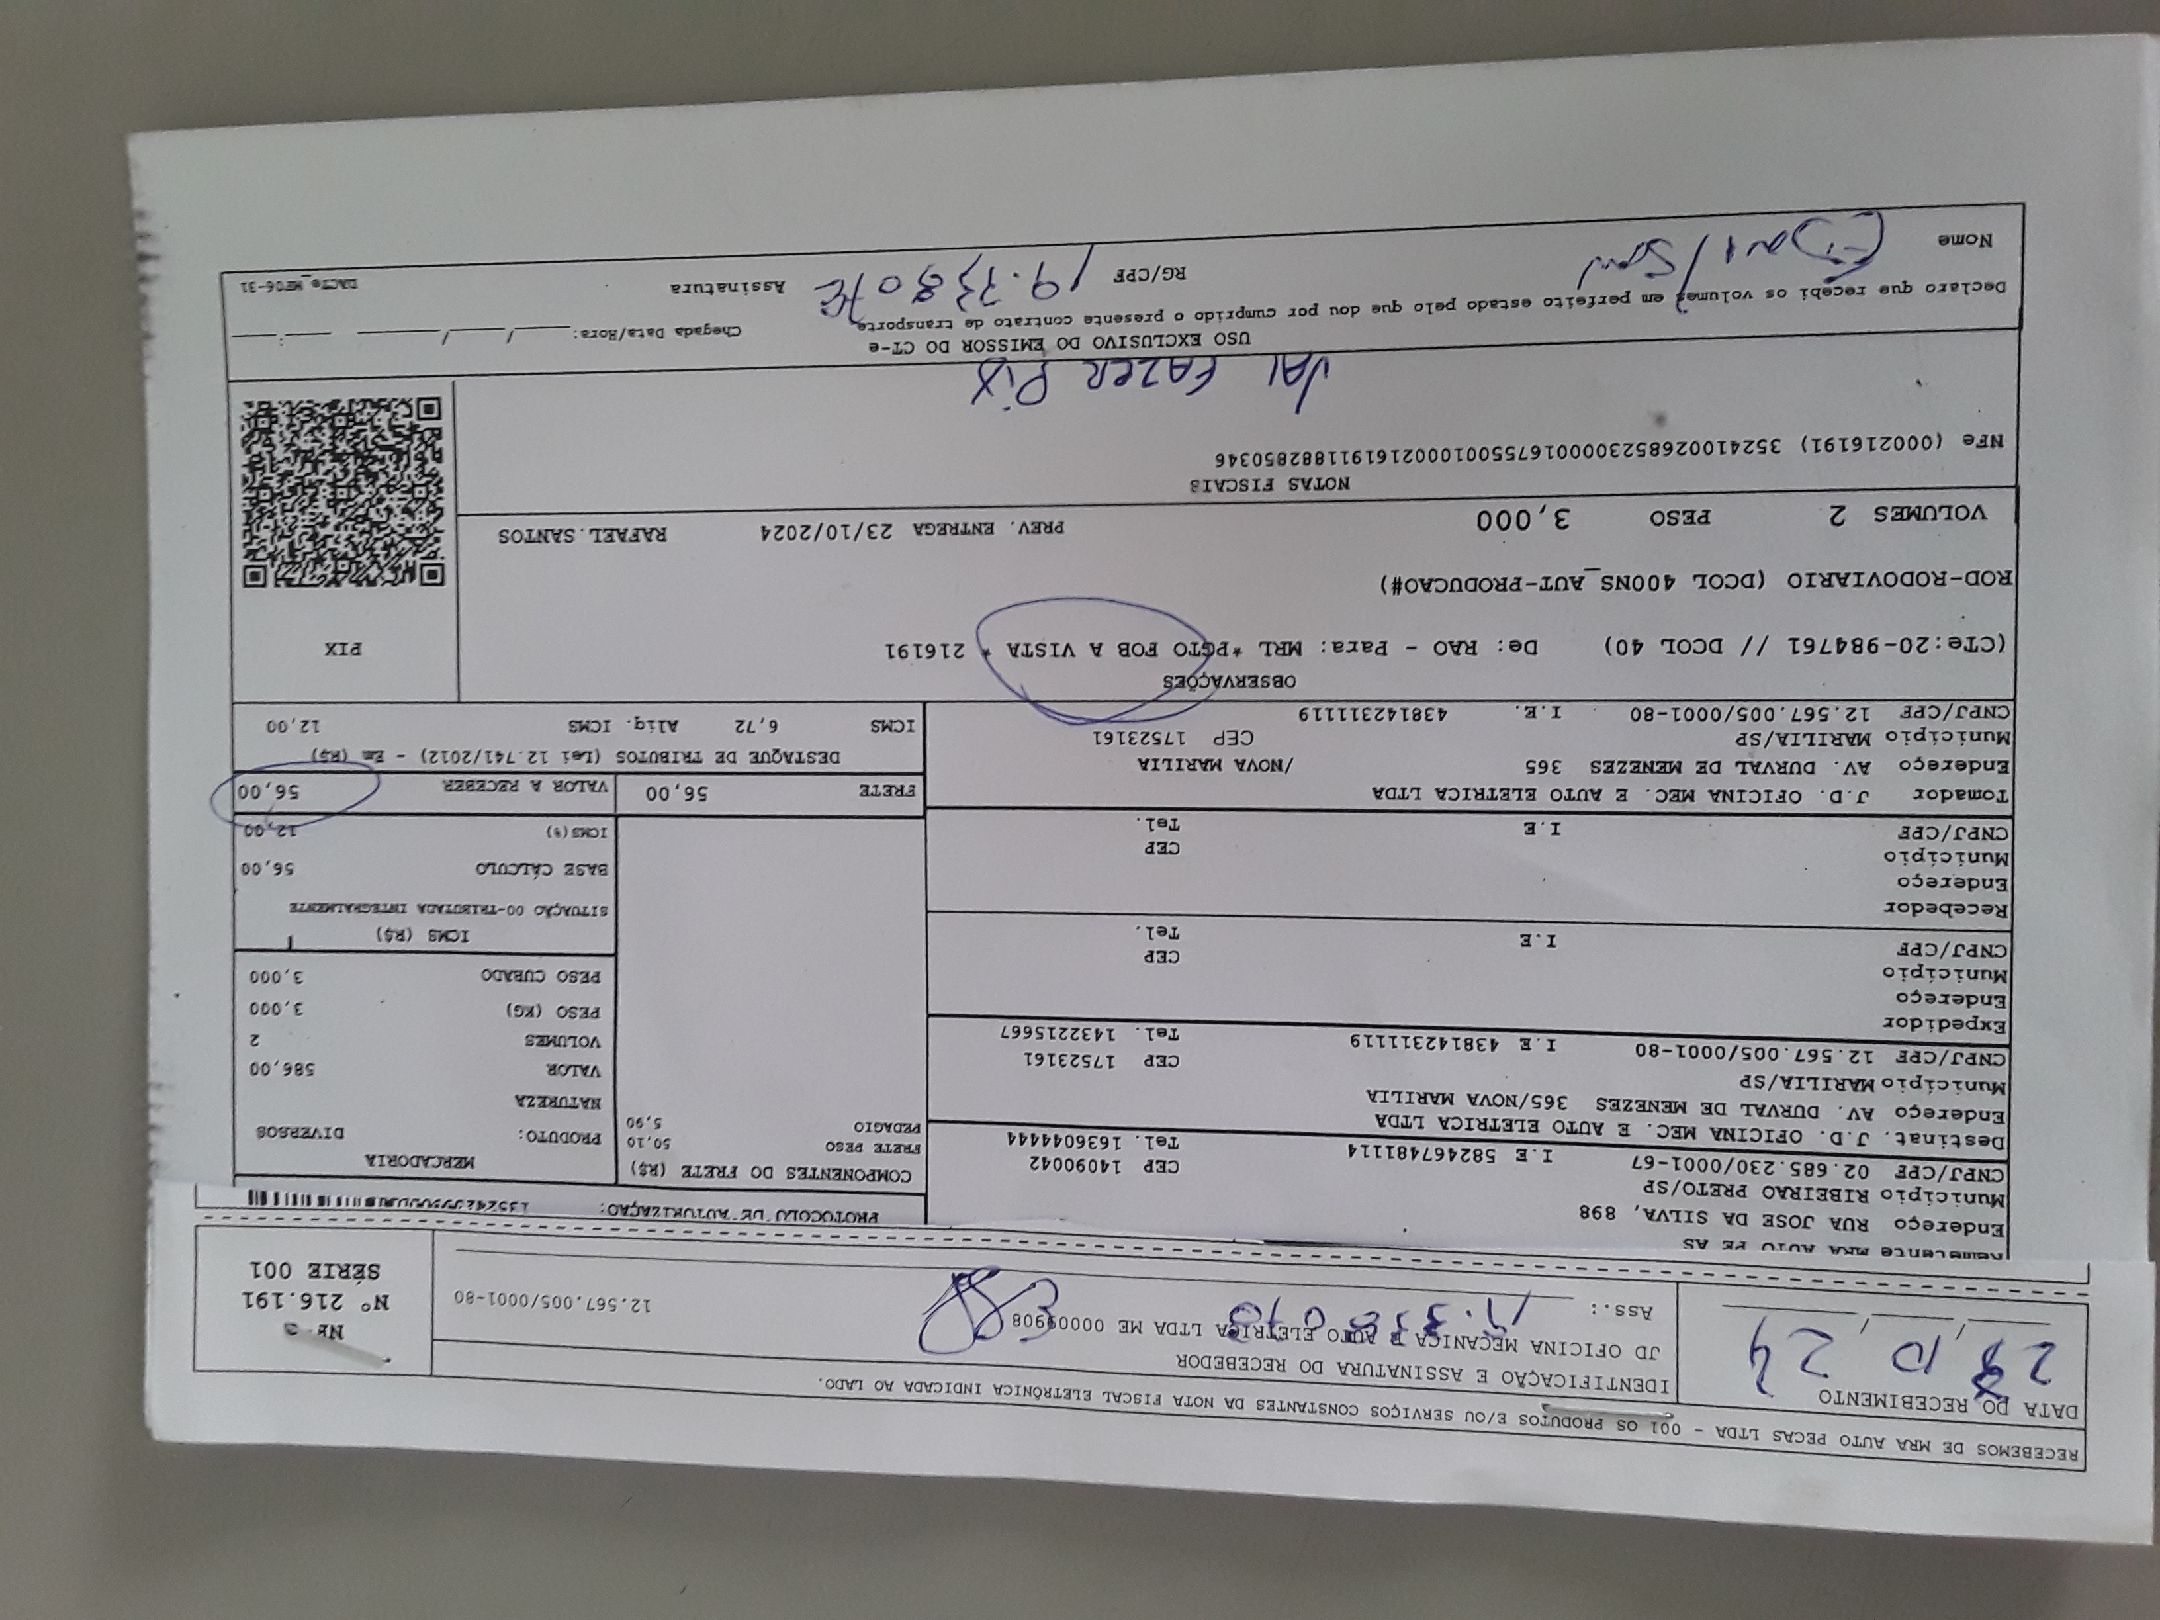 RECEBEMOS DE MRA AUTO PECAS LTDA - 001 OS PRODUTOS E/OU SERVIÇOS CONSTANTES DA NOTA FISCAL ELETRÔNICA INDICADA AO LADO.
DATA DO RECEBIMENTO
IDENTIFICAÇÃO E ASSINATURA DO RECEBEDOR
JD OFICINA MECANICA E AUTO ELETRICA LTDA ME 00009908
Ass.:
12.567.005/0001-80
NF-e
Nº 216.191
SÉRIE 001
Remetente MRA AUTO PE AS
Endereço RUA JOSE DA SILVA, 898
Município RIBEIRAO PRETO/SP CEP 14090042
CNPJ/CPF 02.685.230/0001-67 I.E 582467481114 Tel. 1636044444
Destinat. J.D. OFICINA MEC. E AUTO ELETRICA LTDA
Endereço AV. DURVAL DE MENEZES 365/NOVA MARILIA
Município MARILIA/SP CEP 17523161
CNPJ/CPF 12.567.005/0001-80 I.E 438142311119 Tel. 1432215667
Expedidor
Endereço
Município CEP
CNPJ/CPF I.E Tel.
Recebedor
Endereço
Município CEP
CNPJ/CPF I.E Tel.
Tomador J.D. OFICINA MEC. E AUTO ELETRICA LTDA
Endereço AV. DURVAL DE MENEZES 365 /NOVA MARILIA
Município MARILIA/SP CEP 17523161
CNPJ/CPF 12.567.005/0001-80 I.E. 438142311119
PROTOCOLO DE AUTORIZAÇÃO:
COMPONENTES DO FRETE (R$)
FRETE PESO 50,10
PEDAGIO 5,90
FRETE 56,00
MERCADORIA
PRODUTO: DIVERSOS
NATUREZA
VALOR 586,00
VOLUMES 2
PESO (KG) 3,000
PESO CUBADO 3,000
ICMS (R$)
SITUAÇÃO 00-TRIBUTADA INTEGRALMENTE
BASE CÁLCULO 56,00
ICMS(%) 12,00
VALOR A RECEBER 56,00
DESTAQUE DE TRIBUTOS (Lei 12.741/2012) - Em (R$)
ICMS 6,72 Aliq. ICMS 12,00
OBSERVAÇÕES
(CTe:20-984761 // DCOL 40) De: RAO - Para: MRL *PGTO FOB A VISTA * 216191
ROD-RODOVIARIO (DCOL 400NS_AUT-PRODUCAO#)
PIX
VOLUMES 2 PESO 3,000 PREV. ENTREGA 23/10/2024 RAFAEL.SANTOS
NOTAS FISCAIS
NFe (000216191) 35241002685230000167550010002161911882850346
VAI FAZER PIX
USO EXCLUSIVO DO EMISSOR DO CT-e
Declaro que recebi os volumes em perfeito estado pelo que dou por cumprido o presente contrato de transporte
Chegada Data/Hora:
Nome RG/CPF Assinatura
DACTe_MF06-31